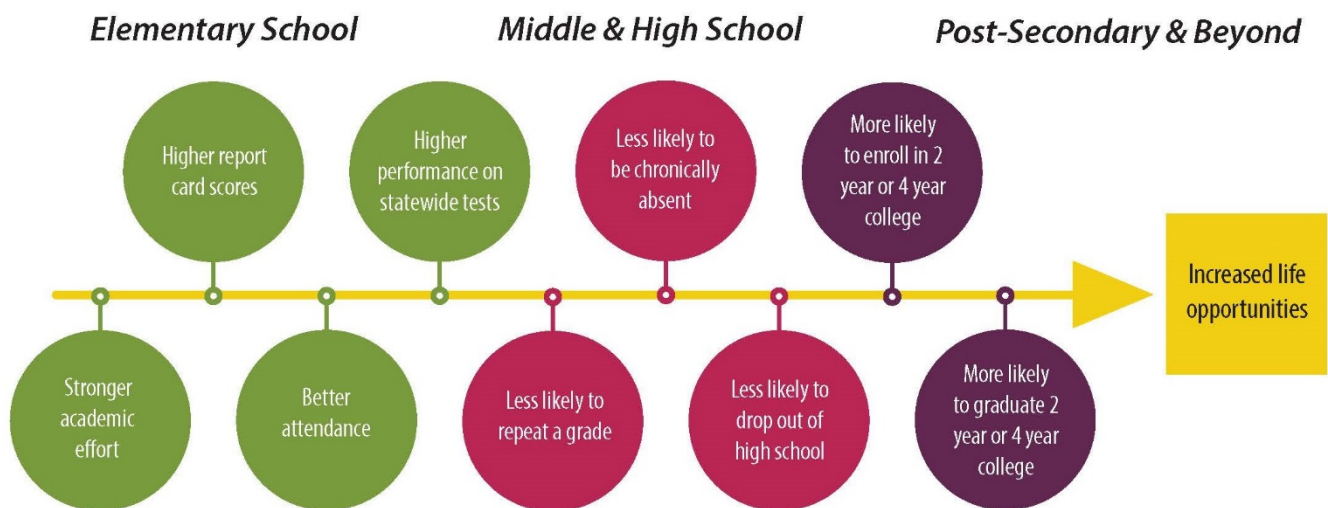 Elementary School
Middle & High School
Post-Secondary & Beyond
Stronger
academic
effort
Higher report
card scores
Better
attendance
Higher
performance on
statewide tests
Less likely to
repeat a grade
Less likely to
be chronically
absent
Less likely to
drop out of
high school
More likely
to enroll in 2
year or 4 year
college
More likely
to graduate 2
year or 4 year
college
Increased life
opportunities